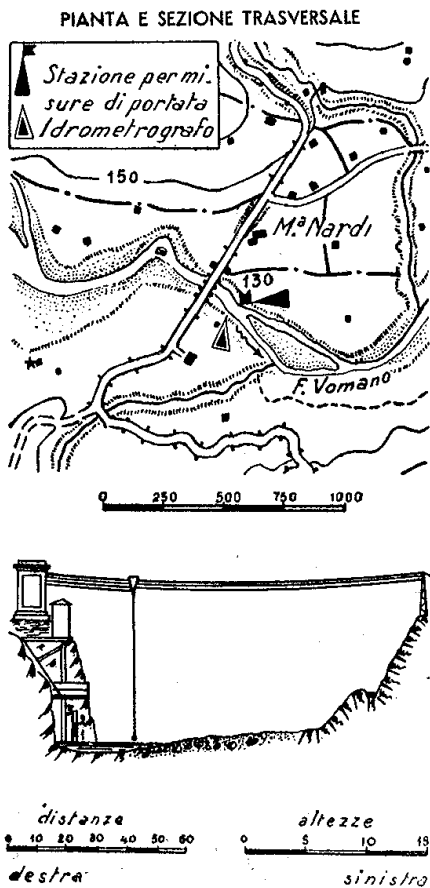 PIANTA E SEZIONE TRASVERSALE
Stazione per mi-
sure di portata
Idrometrografo
150
M.ª Nardi
130
F. Vomano
0 250 500 750 1000
distanze
altezze
0 10 20 30 40 50 60
0 5 10 15
destra
sinistra